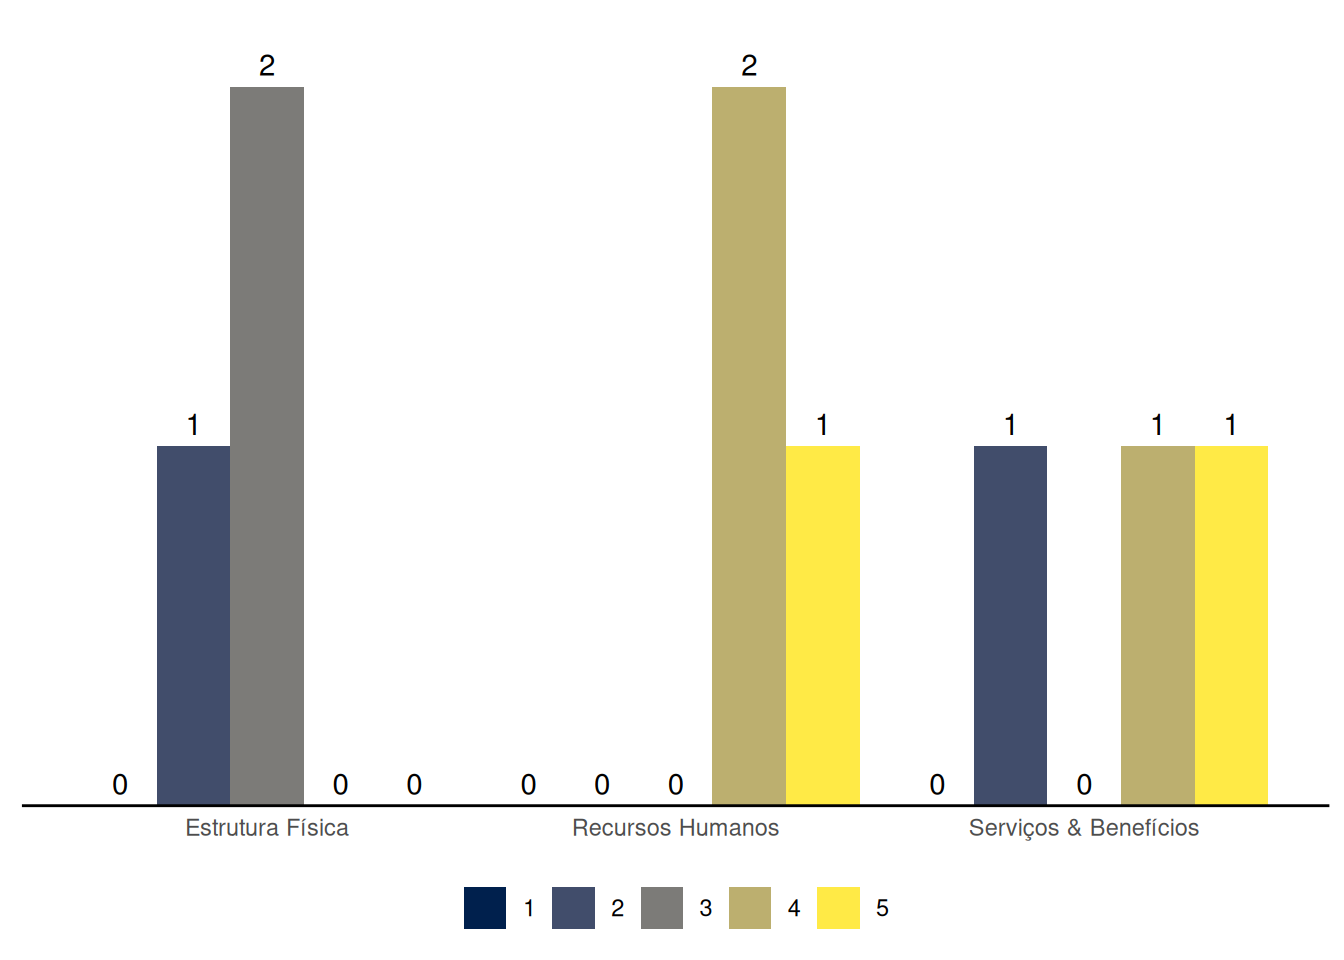 2 2
1 1 1 1 1
0 0 0 0 0 0 0 0
Estrutura Física Recursos Humanos Serviços & Benefícios
1 2 3 4 5